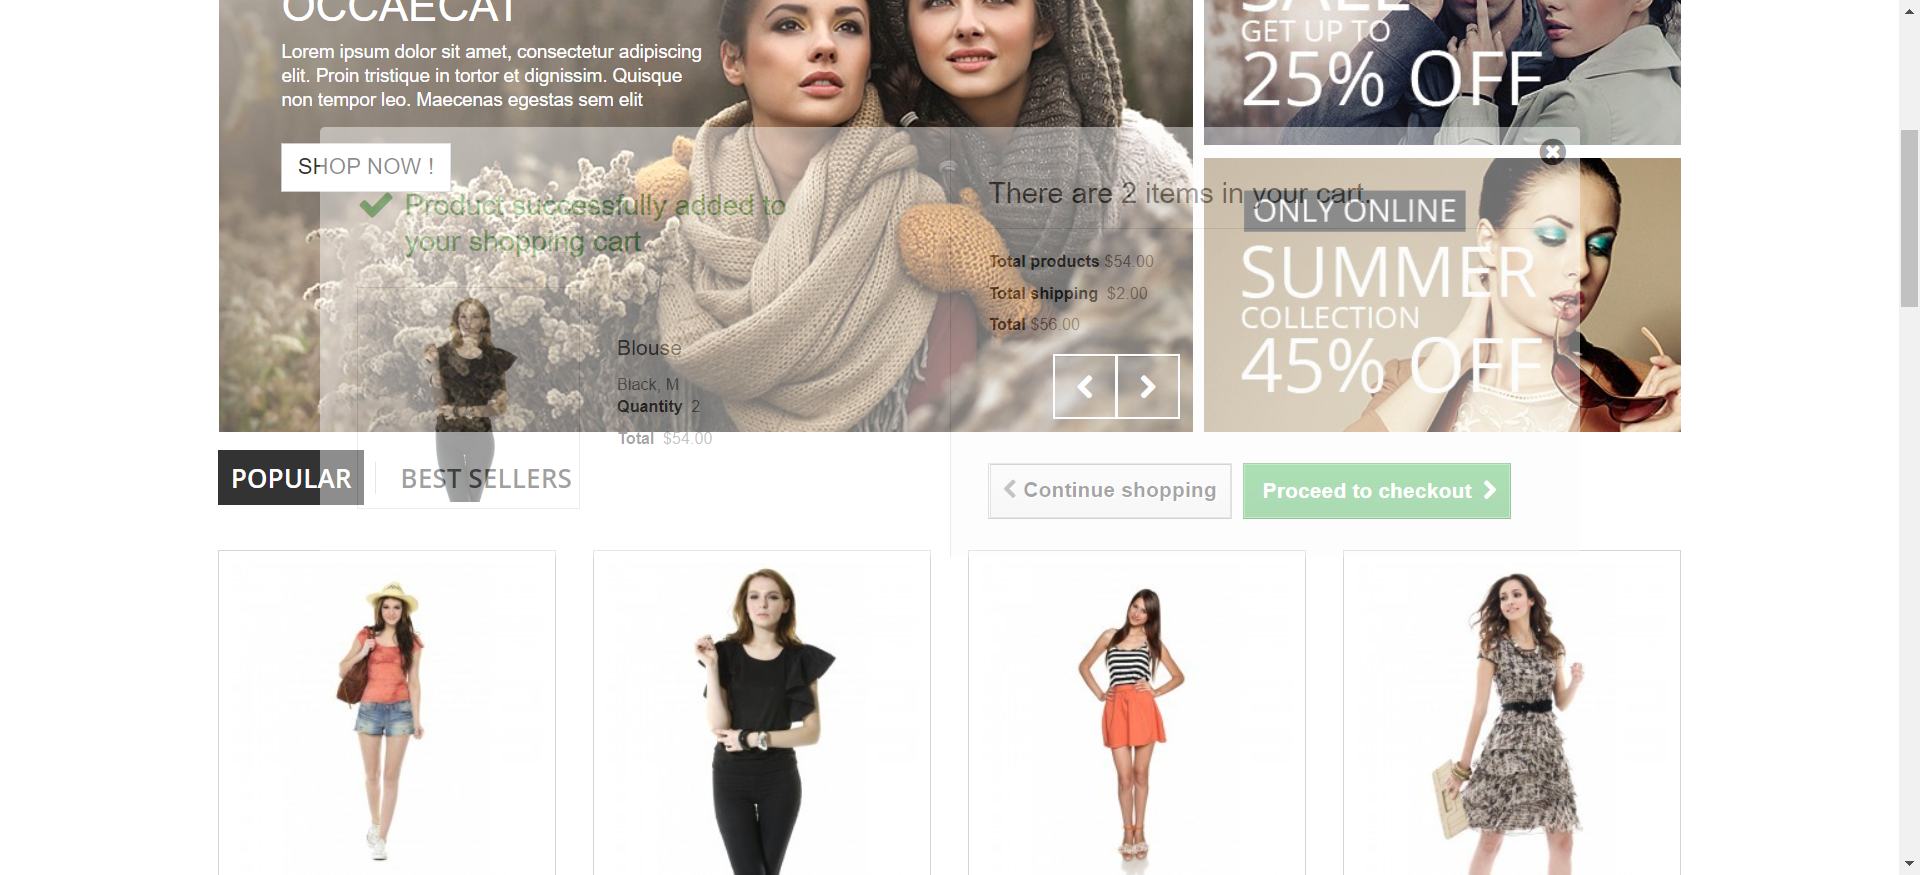 OCCAECAT
Lorem ipsum dolor sit amet, consectetur adipiscing
elit. Proin tristique in tortor et dignissim. Quisque
non tempor leo. Maecenas egestas sem elit
SHOP NOW !
SALE
GET UP TO
25% OFF
ONLY ONLINE
SUMMER
COLLECTION
45% OFF
Product successfully added to
your shopping cart
Blouse
Black, M
Quantity 2
Total $54.00
There are 2 items in your cart.
Total products $54.00
Total shipping $2.00
Total $56.00
Continue shopping
Proceed to checkout
POPULAR
BEST SELLERS